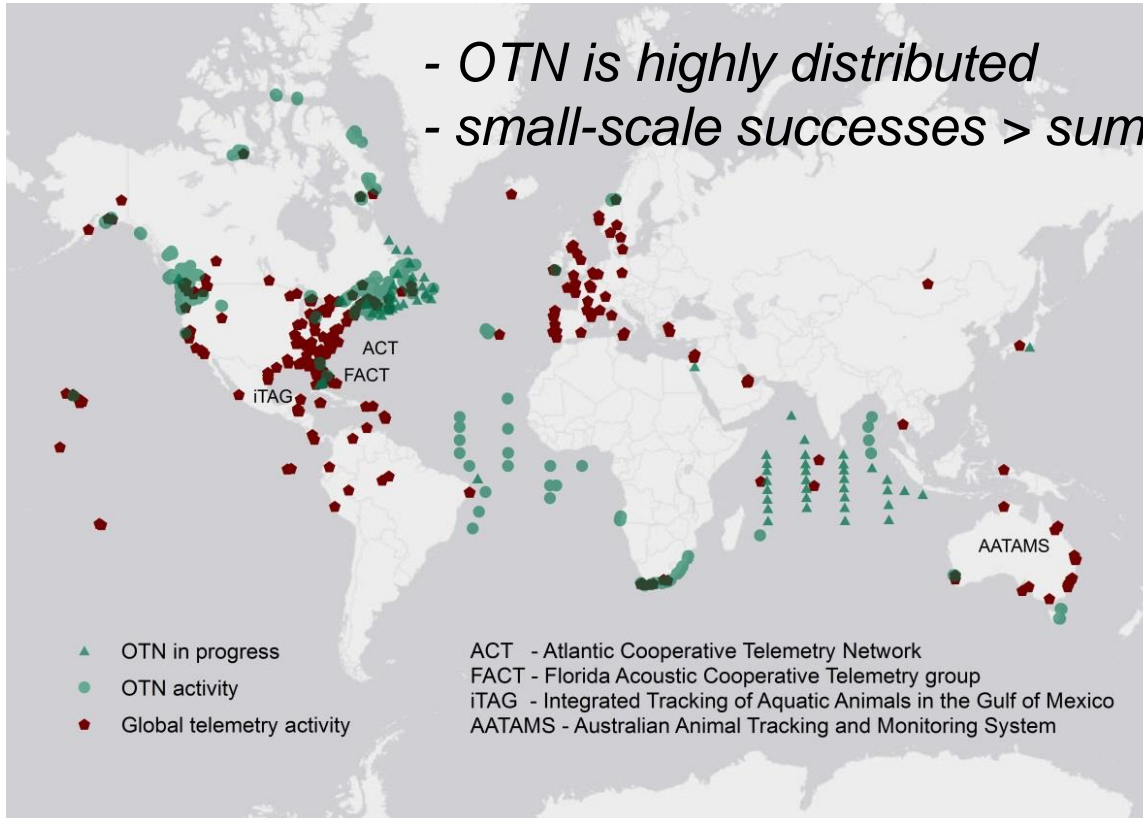 - OTN is highly distributed
- small-scale successes > sum
ACT
FACT
iTAG
AATAMS
OTN in progress
OTN activity
Global telemetry activity
ACT - Atlantic Cooperative Telemetry Network
FACT - Florida Acoustic Cooperative Telemetry group
iTAG - Integrated Tracking of Aquatic Animals in the Gulf of Mexico
AATAMS - Australian Animal Tracking and Monitoring System